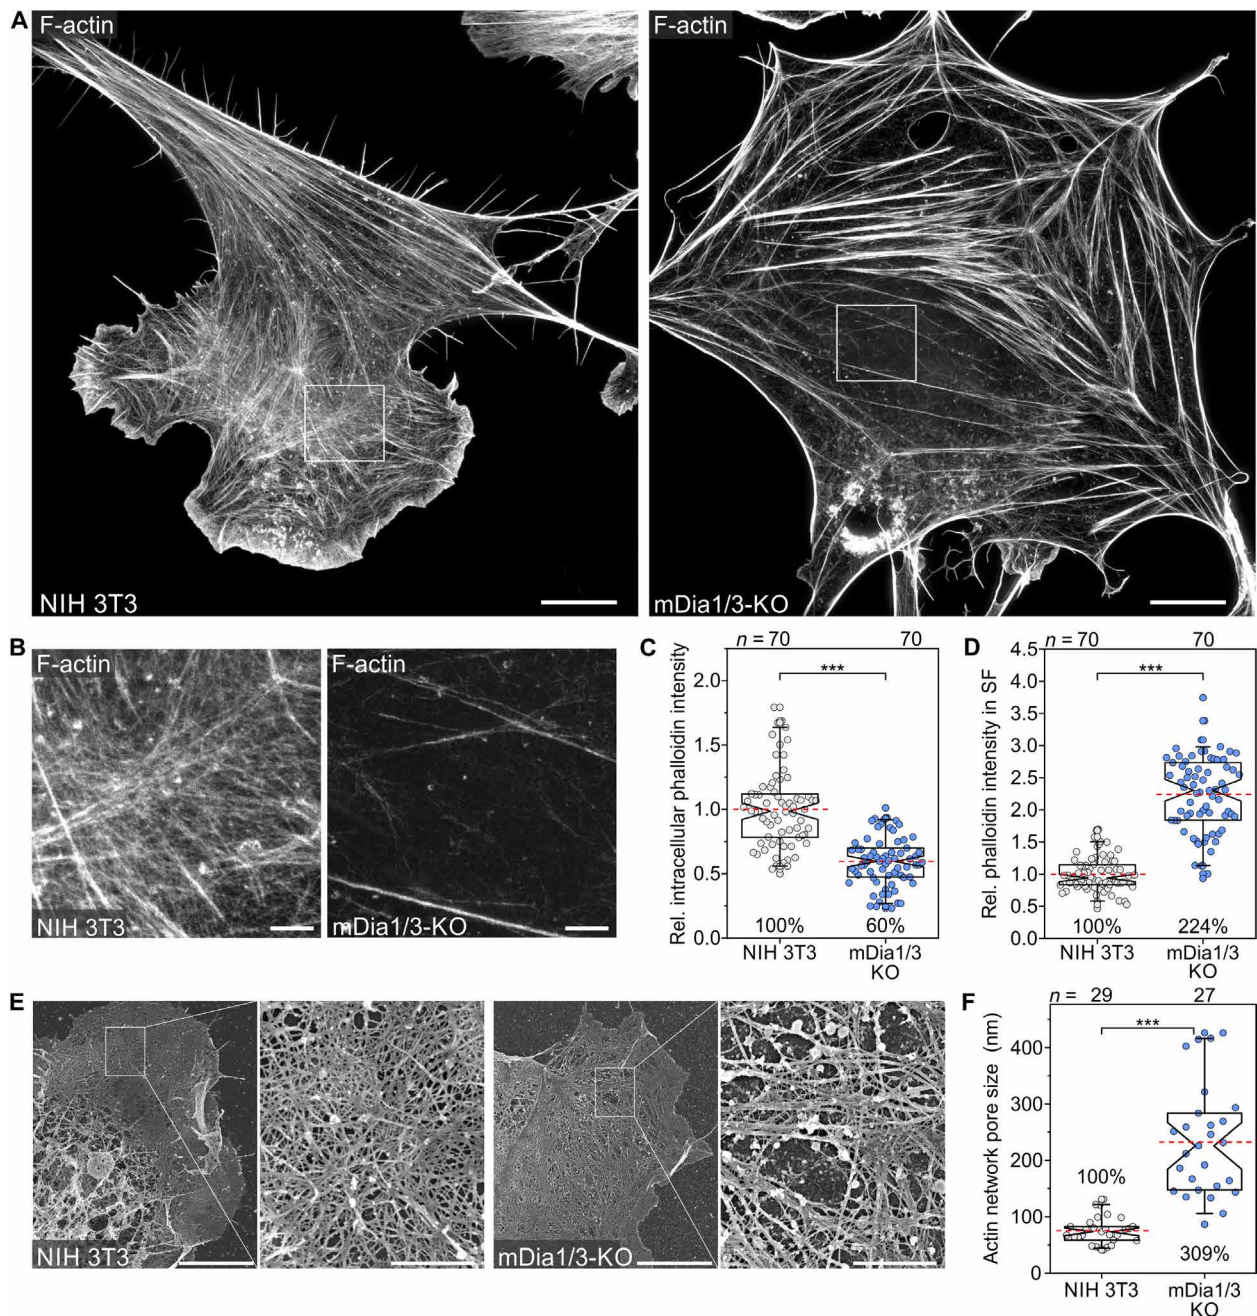 A
F-actin
NIH 3T3
F-actin
mDia1/3-KO
B
F-actin
NIH 3T3
F-actin
mDia1/3-KO
C
n = 70 70
***
Rel. intracellular phalloidin intensity
2.0
1.5
1.0
0.5
0.0
100% 60%
NIH 3T3 mDia1/3
KO
D
n = 70 70
***
Rel. phalloidin intensity in SF
4.5
4.0
3.5
3.0
2.5
2.0
1.5
1.0
0.5
0.0
100% 224%
NIH 3T3 mDia1/3
KO
E
NIH 3T3
mDia1/3-KO
F
n = 29 27
***
Actin network pore size (nm)
400
300
200
100
0
100%
309%
NIH 3T3 mDia1/3
KO